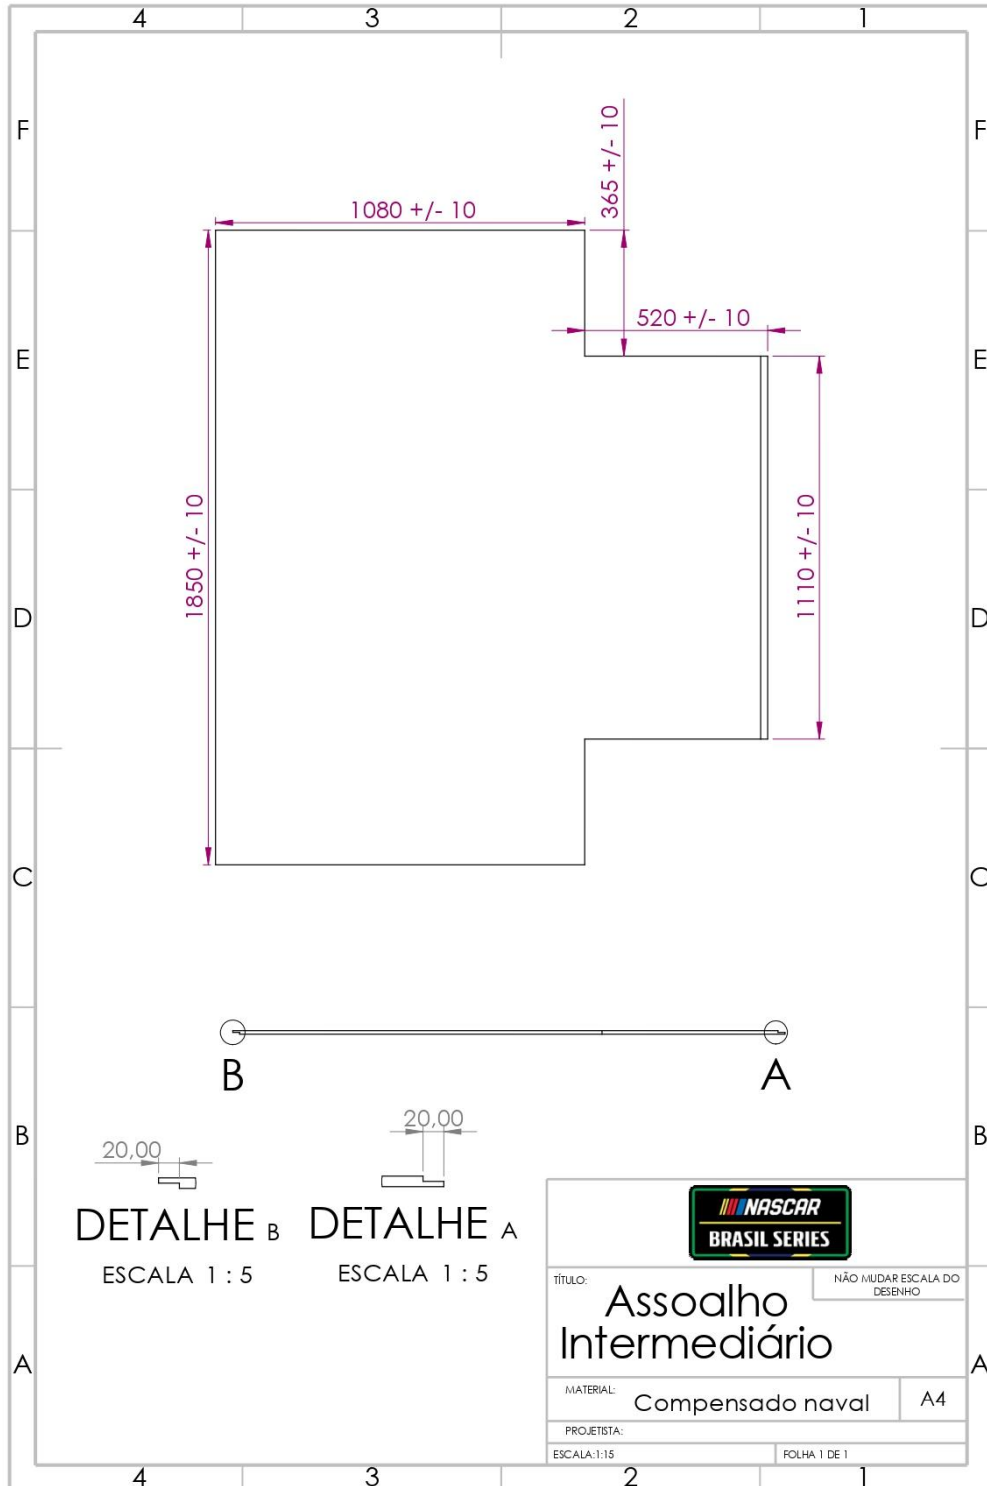 4 3 2 1
F F
365 +/- 10
1080 +/- 10
520 +/- 10
E E
1850 +/- 10
1110 +/- 10
D D
C C
B A
B B
20,00
20,00
DETALHE B
DETALHE A
ESCALA 1 : 5
ESCALA 1 : 5
NASCAR
BRASIL SERIES
TÍTULO:
NÃO MUDAR ESCALA DO
DESENHO
Assoalho
Intermediário
A A
MATERIAL:
Compensado naval
A4
PROJETISTA:
ESCALA:1:15
FOLHA 1 DE 1
4 3 2 1